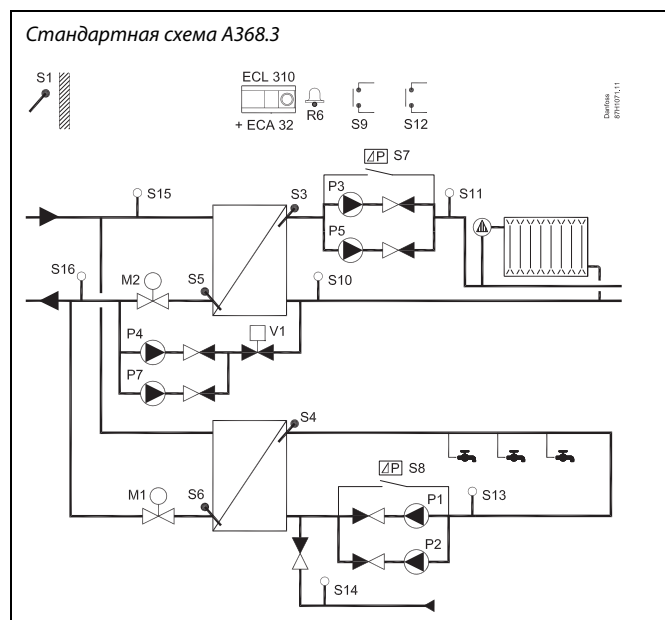 Стандартная схема A368.3
S1
ECL 310
+ ECA 32
R6
S9
S12
Danfoss
87H1071.11
⊿P S7
S15
S3
P3
S11
P5
S16
M2
S5
S10
P4
V1
P7
S4
⊿P S8
M1
S6
P1
S13
P2
S14